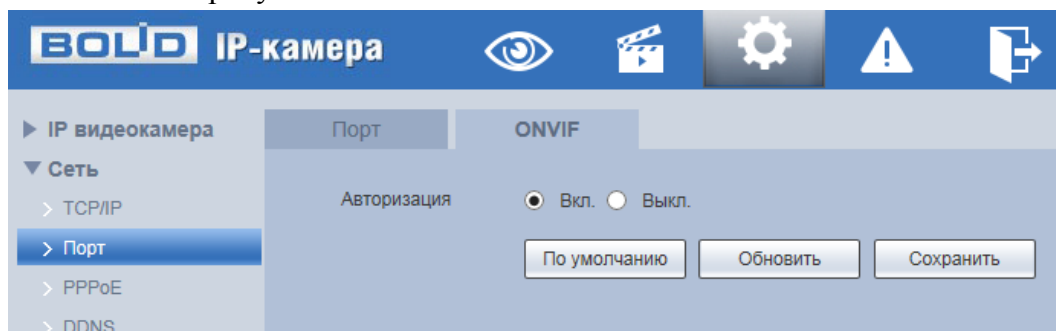 BOLID IP-камера
IP видеокамера
Порт
ONVIF
Сеть
TCP/IP
Авторизация
Вкл.
Выкл.
Порт
По умолчанию
Обновить
Сохранить
PPPoE
DDNS